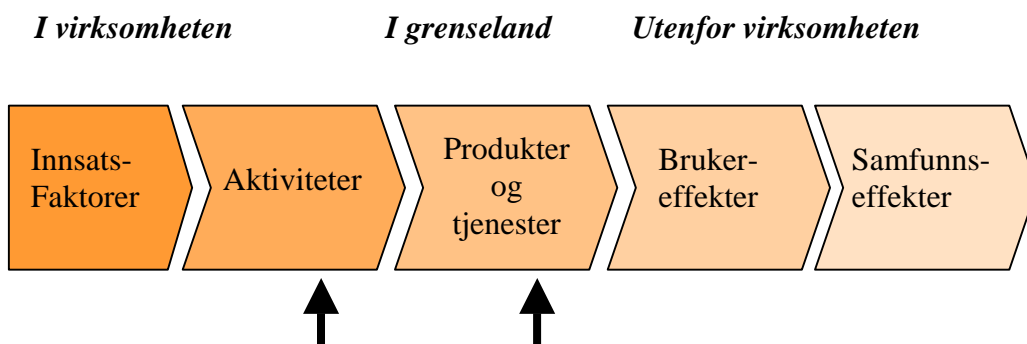 I virksomheten I grenseland Utenfor virksomheten
Innsats-
Faktorer
Aktiviteter
Produkter
og
tjenester
Bruker-
effekter
Samfunns-
effekter